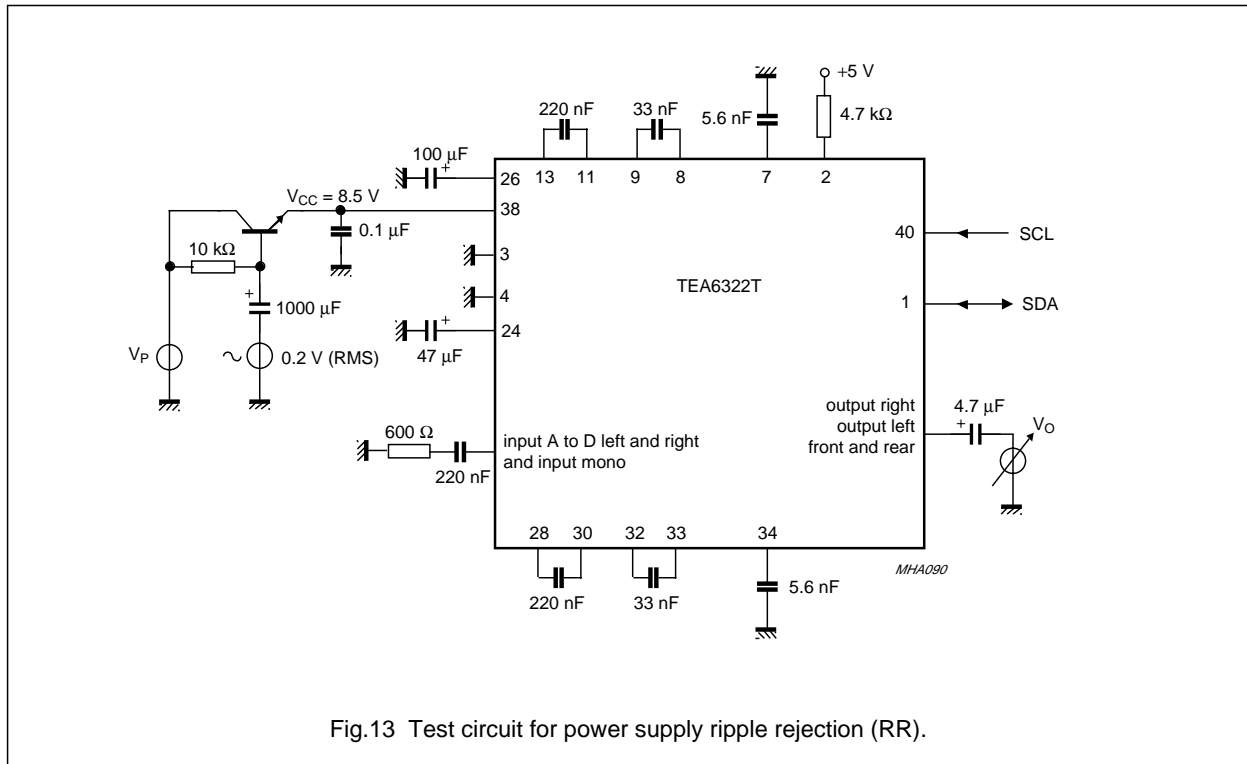 +5 V
220 nF
33 nF
5.6 nF
4.7 kΩ
100 μF
+
26
13
11
9
8
7
2
VCC = 8.5 V
38
0.1 μF
40
SCL
10 kΩ
3
+
1000 μF
TEA6322T
4
1
SDA
+
24
47 μF
VP
0.2 V (RMS)
output right
output left
front and rear
4.7 μF
+
VO
600 Ω
220 nF
input A to D left and right
and input mono
28
30
32
33
34
MHA090
220 nF
33 nF
5.6 nF
Fig.13 Test circuit for power supply ripple rejection (RR).